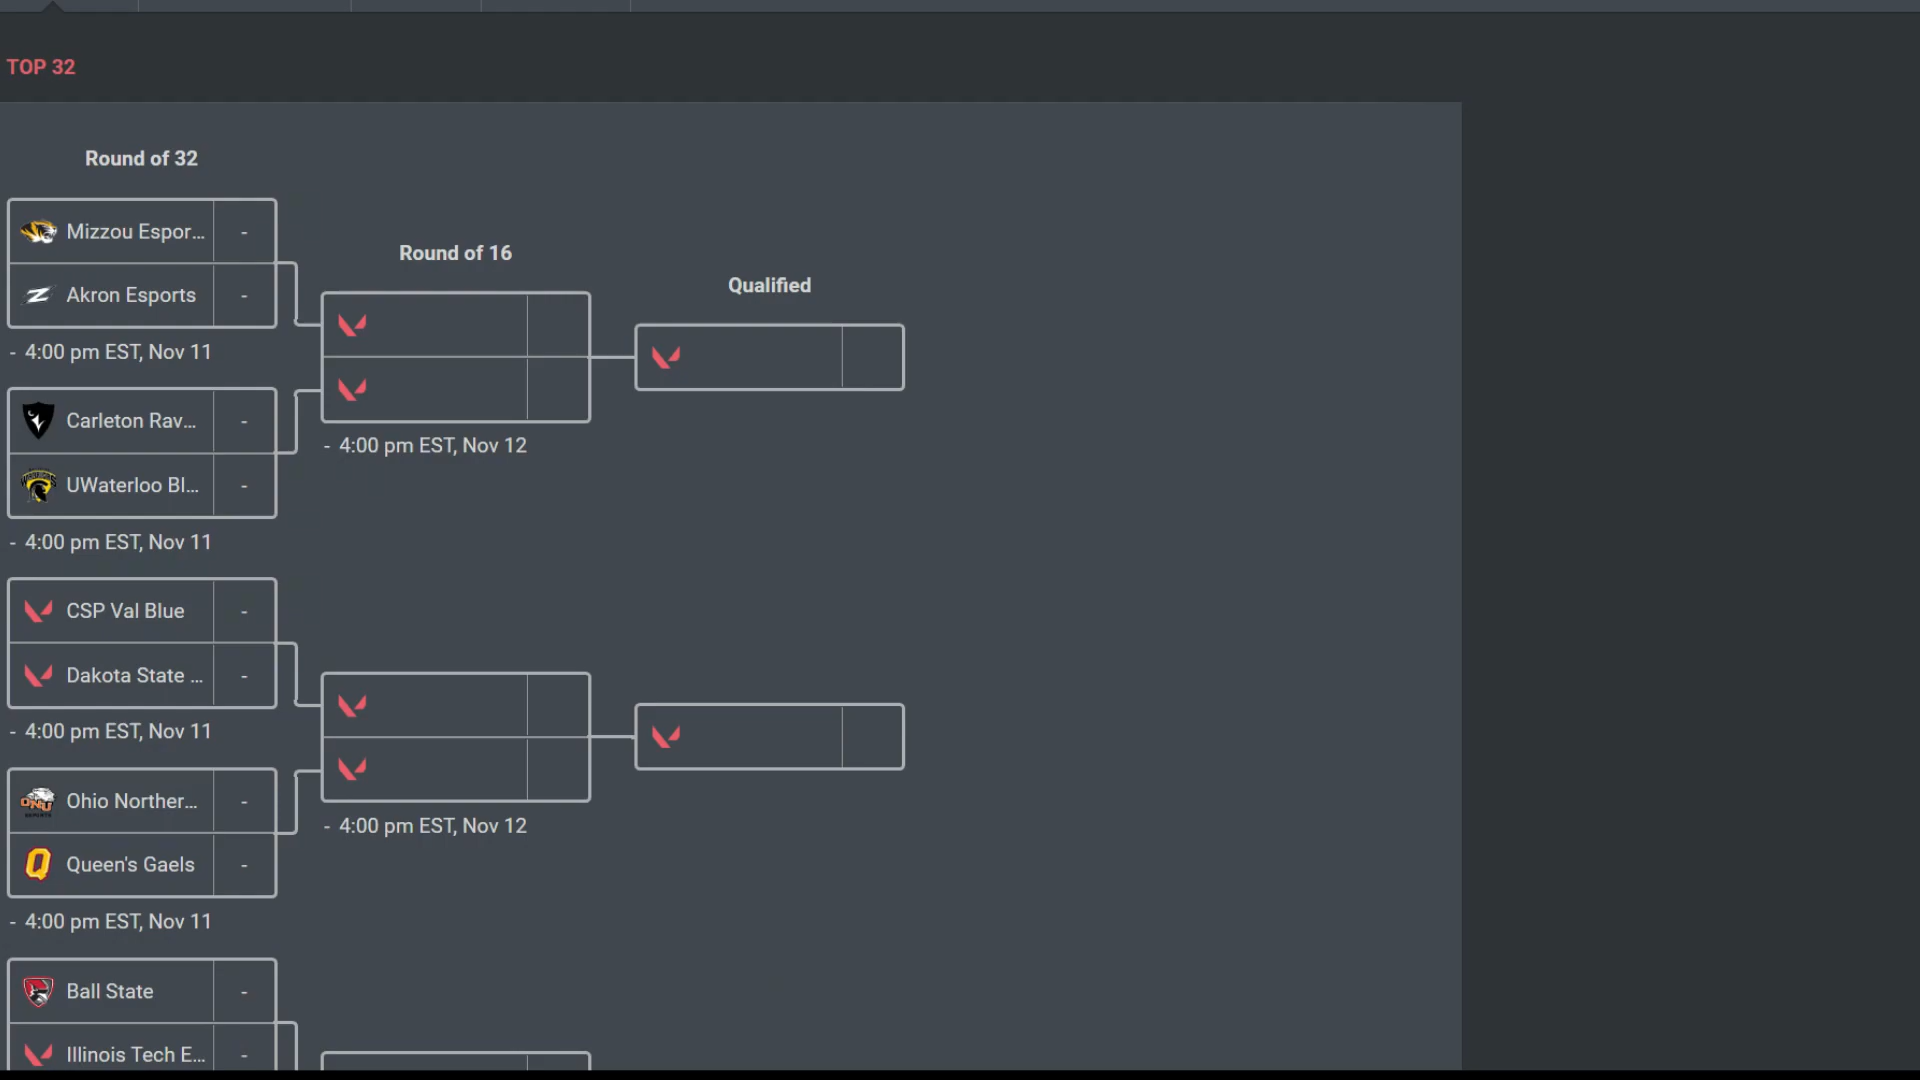 TOP 32
Round of 32
Mizzou Espor... -
Akron Esports -
- 4:00 pm EST, Nov 11
Carleton Rav... -
UWaterloo Bl... -
- 4:00 pm EST, Nov 11
CSP Val Blue -
Dakota State ... -
- 4:00 pm EST, Nov 11
Ohio Norther... -
Queen's Gaels -
- 4:00 pm EST, Nov 11
Ball State -
Illinois Tech E... -
Round of 16
- 4:00 pm EST, Nov 12
- 4:00 pm EST, Nov 12
Qualified